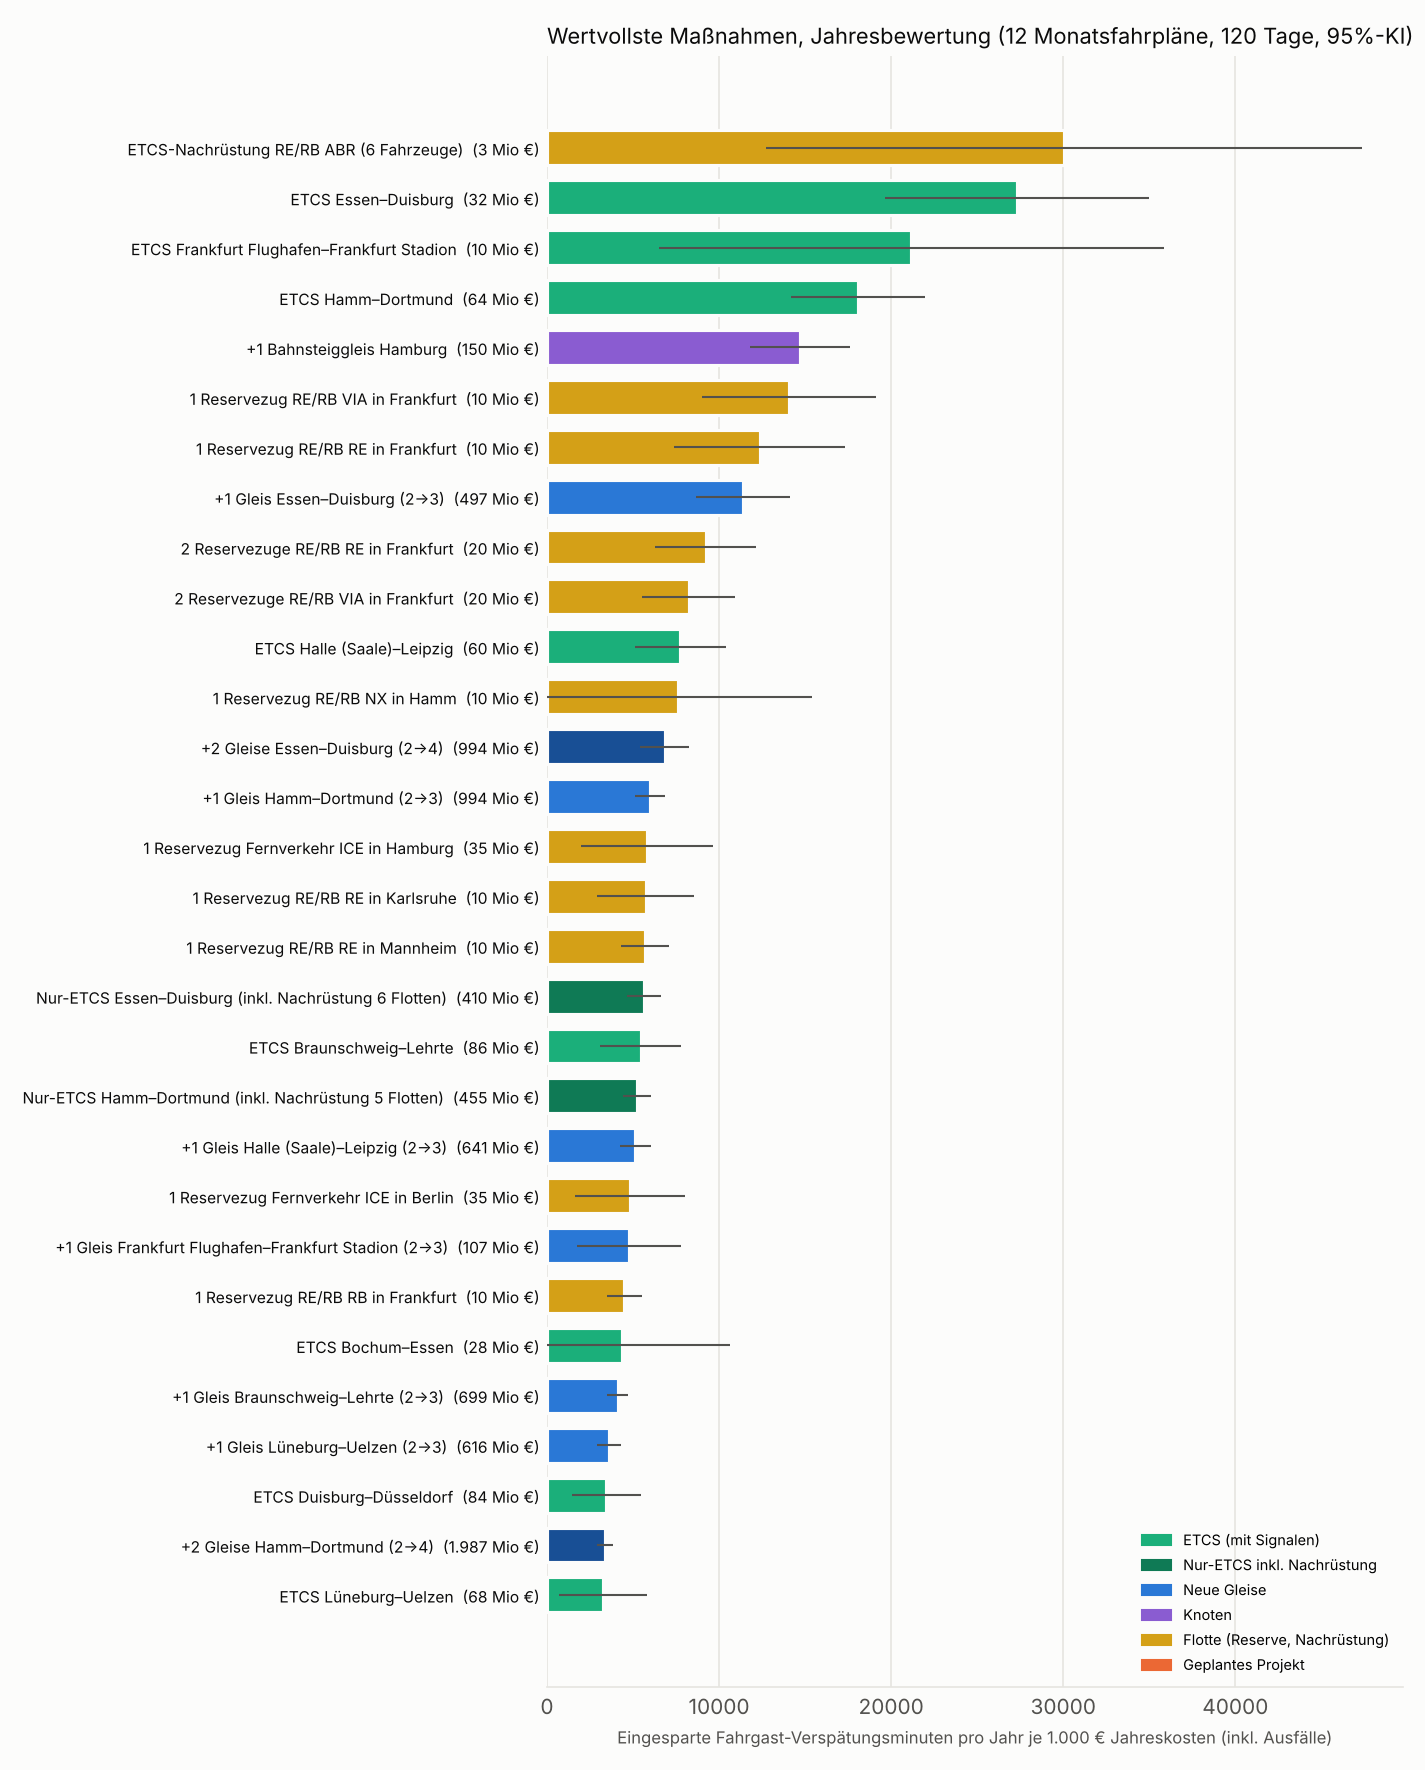 Wertvollste Maßnahmen, Jahresbewertung (12 Monatsfahrpläne, 120 Tage, 95%-KI)
ETCS-Nachrüstung RE/RB ABR (6 Fahrzeuge) (3 Mio €)
ETCS Essen–Duisburg (32 Mio €)
ETCS Frankfurt Flughafen–Frankfurt Stadion (10 Mio €)
ETCS Hamm–Dortmund (64 Mio €)
+1 Bahnsteiggleis Hamburg (150 Mio €)
1 Reservezug RE/RB VIA in Frankfurt (10 Mio €)
1 Reservezug RE/RB RE in Frankfurt (10 Mio €)
+1 Gleis Essen–Duisburg (2→3) (497 Mio €)
2 Reservezuge RE/RB RE in Frankfurt (20 Mio €)
2 Reservezuge RE/RB VIA in Frankfurt (20 Mio €)
ETCS Halle (Saale)–Leipzig (60 Mio €)
1 Reservezug RE/RB NX in Hamm (10 Mio €)
+2 Gleise Essen–Duisburg (2→4) (994 Mio €)
+1 Gleis Hamm–Dortmund (2→3) (994 Mio €)
1 Reservezug Fernverkehr ICE in Hamburg (35 Mio €)
1 Reservezug RE/RB RE in Karlsruhe (10 Mio €)
1 Reservezug RE/RB RE in Mannheim (10 Mio €)
Nur-ETCS Essen–Duisburg (inkl. Nachrüstung 6 Flotten) (410 Mio €)
ETCS Braunschweig–Lehrte (86 Mio €)
Nur-ETCS Hamm–Dortmund (inkl. Nachrüstung 5 Flotten) (455 Mio €)
+1 Gleis Halle (Saale)–Leipzig (2→3) (641 Mio €)
1 Reservezug Fernverkehr ICE in Berlin (35 Mio €)
+1 Gleis Frankfurt Flughafen–Frankfurt Stadion (2→3) (107 Mio €)
1 Reservezug RE/RB RB in Frankfurt (10 Mio €)
ETCS Bochum–Essen (28 Mio €)
+1 Gleis Braunschweig–Lehrte (2→3) (699 Mio €)
+1 Gleis Lüneburg–Uelzen (2→3) (616 Mio €)
ETCS Duisburg–Düsseldorf (84 Mio €)
+2 Gleise Hamm–Dortmund (2→4) (1.987 Mio €)
ETCS Lüneburg–Uelzen (68 Mio €)
ETCS (mit Signalen)
Nur-ETCS inkl. Nachrüstung
Neue Gleise
Knoten
Flotte (Reserve, Nachrüstung)
Geplantes Projekt
0 10000 20000 30000 40000
Eingesparte Fahrgast-Verspätungsminuten pro Jahr je 1.000 € Jahreskosten (inkl. Ausfälle)